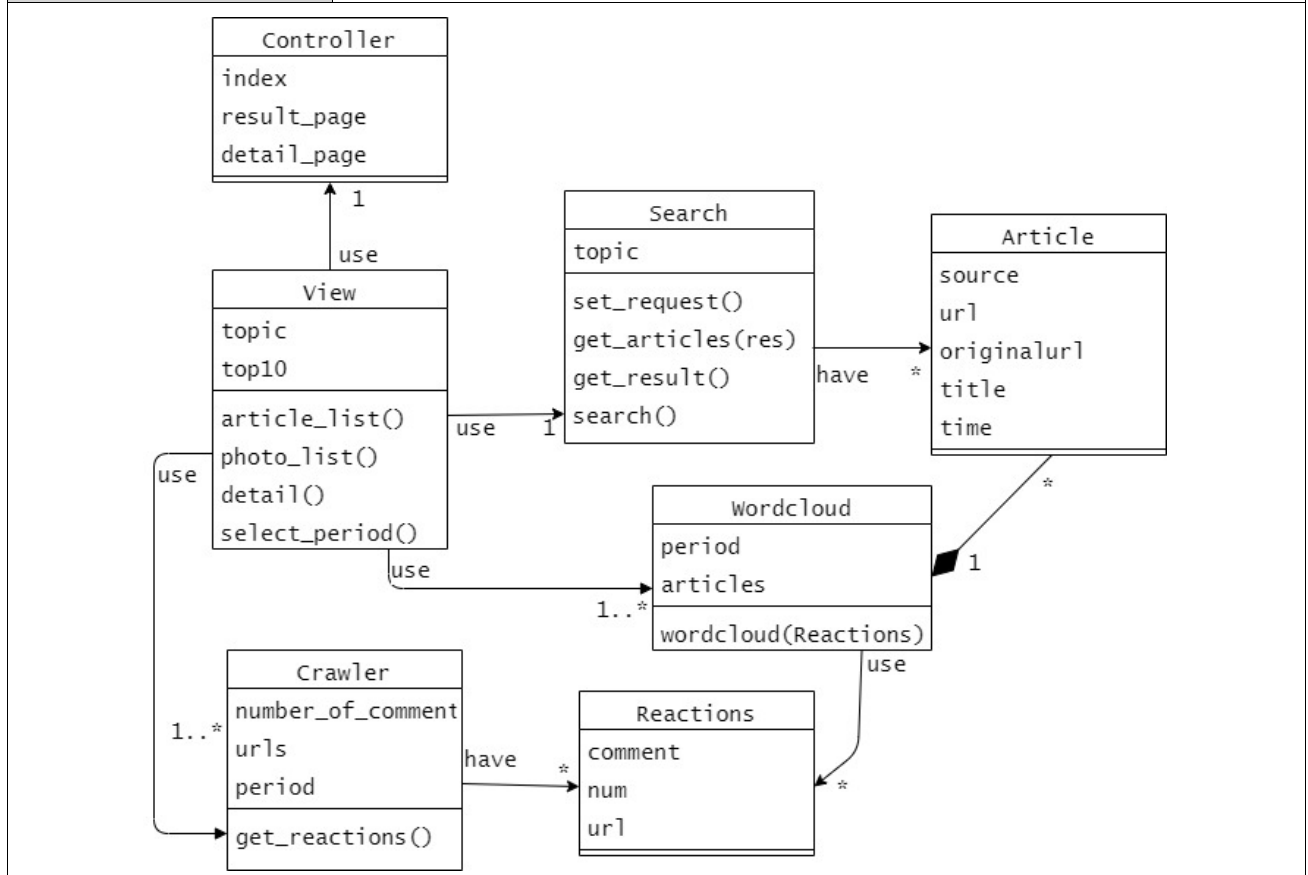 Controller
index
result_page
detail_page
1
use
View
topic
top10
article_list()
photo_list()
detail()
select_period()
use
1
Search
topic
set_request()
get_articles(res)
get_result()
search()
have
*
Article
source
url
originalurl
title
time
*
1
use
use
1..*
Wordcloud
period
articles
wordcloud(Reactions)
use
*
1..*
Crawler
number_of_comment
urls
period
get_reactions()
have
*
Reactions
comment
num
url